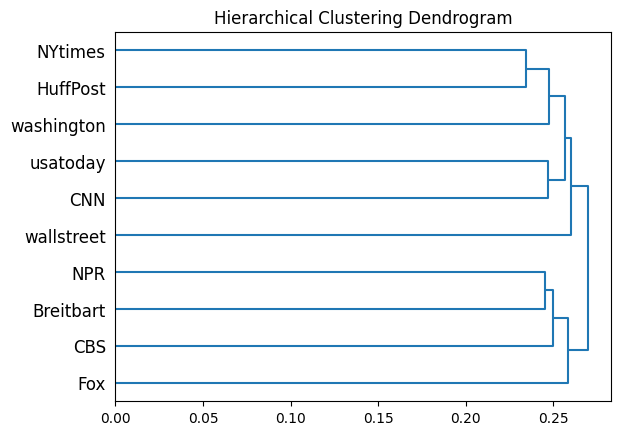 Hierarchical Clustering Dendrogram
NYtimes
HuffPost
washington
usatoday
CNN
wallstreet
NPR
Breitbart
CBS
Fox
0.00 0.05 0.10 0.15 0.20 0.25